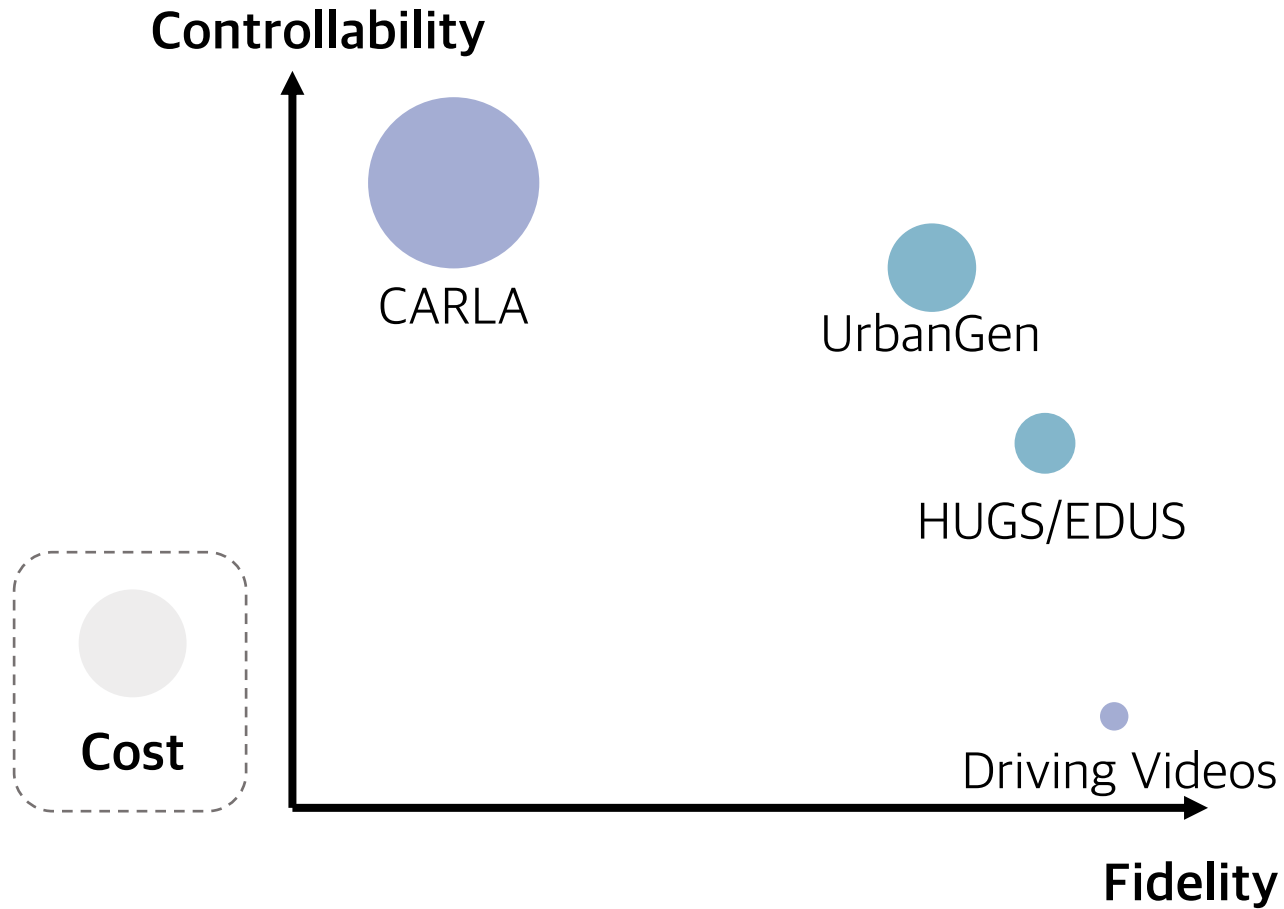 Controllability
CARLA
UrbanGen
HUGS/EDUS
Cost
Driving Videos
Fidelity